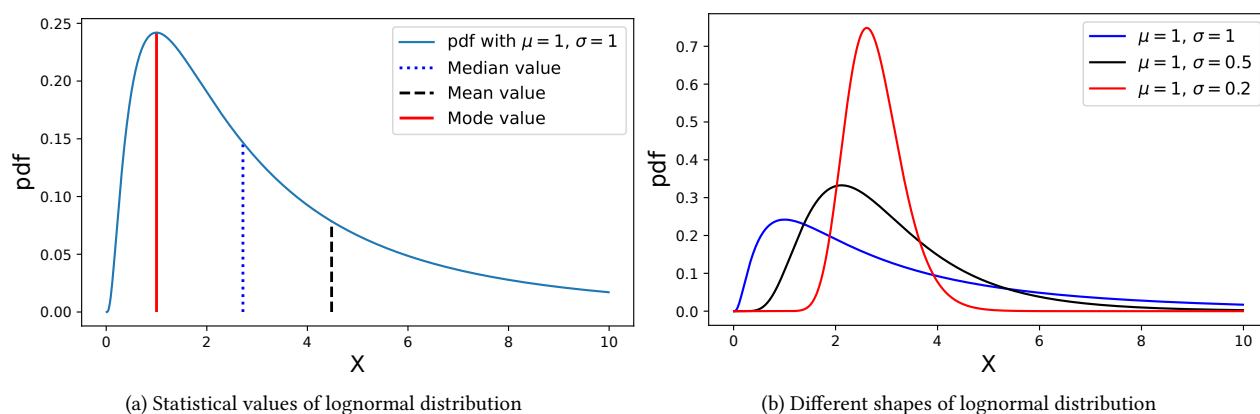 0.25
0.20
0.15
0.10
0.05
0.00
pdf
0 2 4 6 8 10
X
pdf with μ = 1, σ = 1
Median value
Mean value
Mode value
(a) Statistical values of lognormal distribution
0.7
0.6
0.5
0.4
0.3
0.2
0.1
0.0
pdf
0 2 4 6 8 10
X
μ = 1, σ = 1
μ = 1, σ = 0.5
μ = 1, σ = 0.2
(b) Different shapes of lognormal distribution